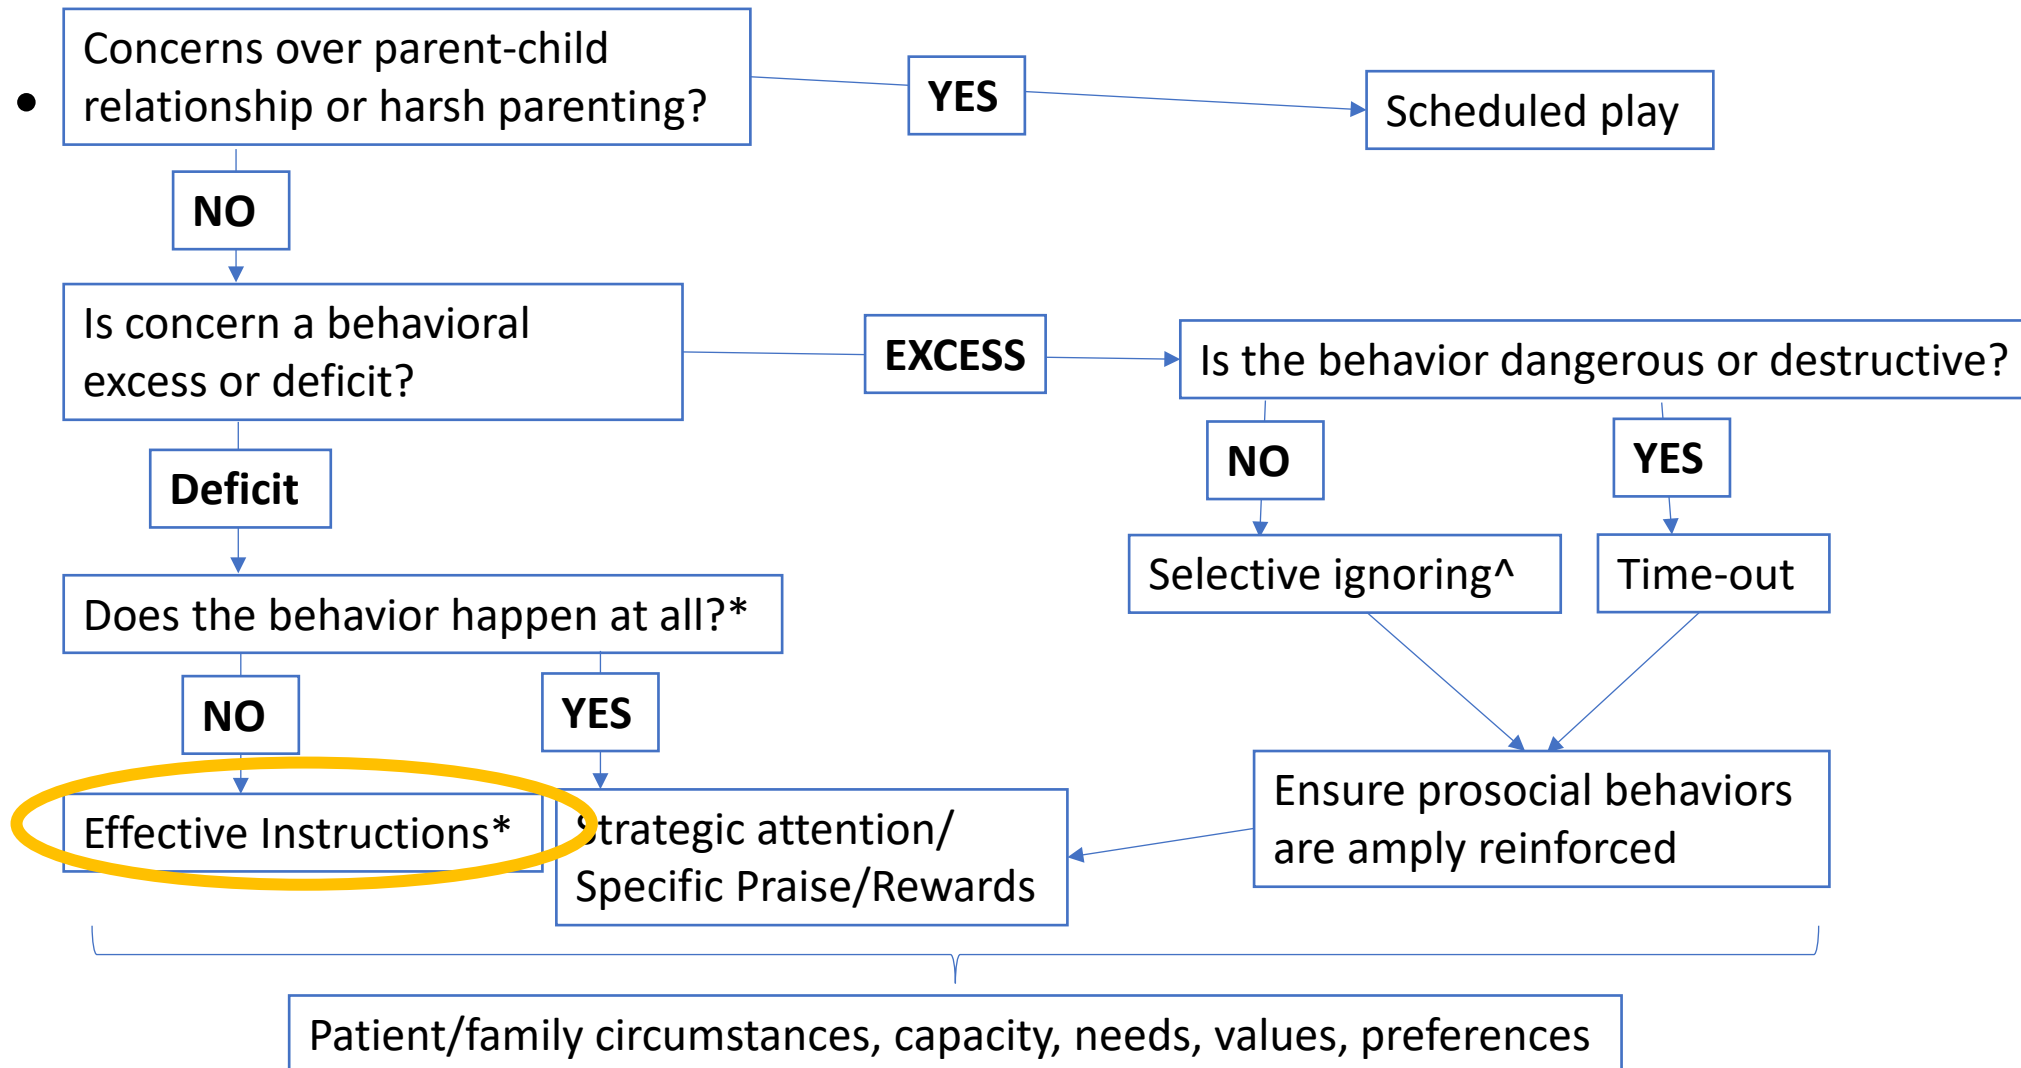 Concerns over parent-child
relationship or harsh parenting?
YES
Scheduled play
NO
Is concern a behavioral
excess or deficit?
EXCESS
Is the behavior dangerous or destructive?
Deficit
NO
YES
Selective ignoring^
Time-out
Does the behavior happen at all?*
NO
YES
Effective Instructions*
Strategic attention/
Specific Praise/Rewards
Ensure prosocial behaviors
are amply reinforced
Patient/family circumstances, capacity, needs, values, preferences